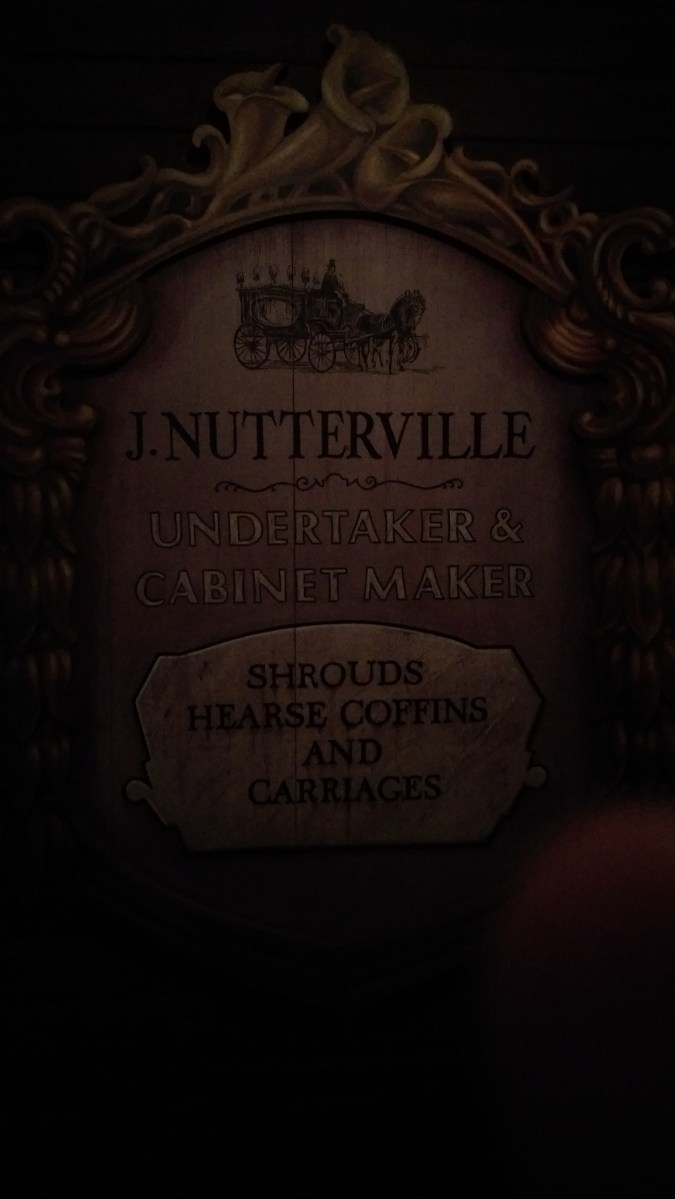 J. NUTTERVILLE
UNDERTAKER &
CABINET MAKER
SHROUDS
HEARSE COFFINS
AND
CARRIAGES